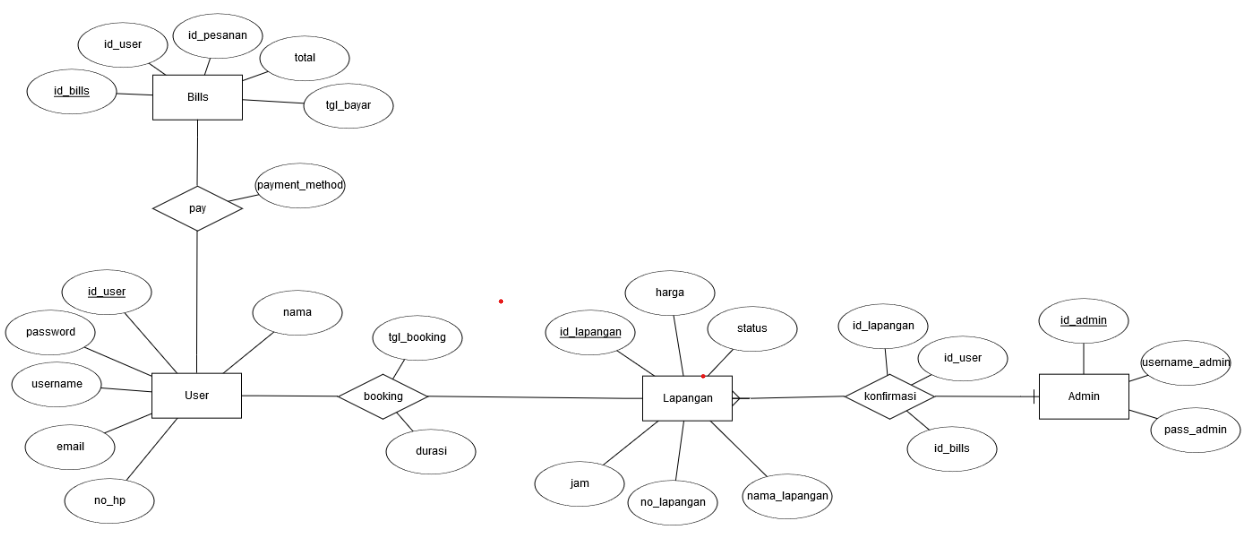 id_user
id_pesanan
total
id_bills
Bills
tgl_bayar
payment_method
pay
id_user
nama
password
username
User
email
no_hp
tgl_booking
booking
durasi
harga
id_lapangan
status
Lapangan
jam
no_lapangan
nama_lapangan
id_lapangan
id_user
konfirmasi
id_bills
id_admin
username_admin
Admin
pass_admin